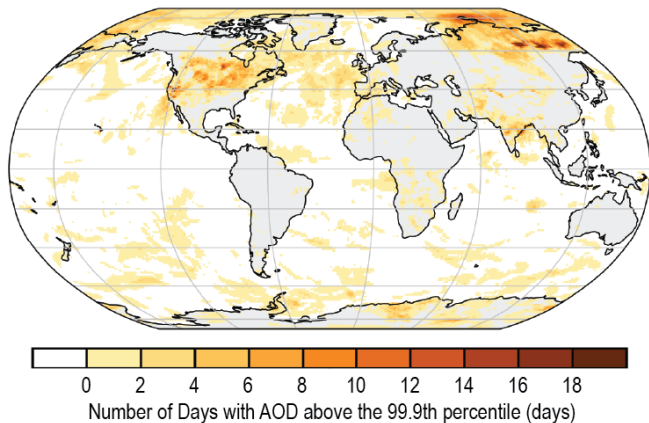 0 2 4 6 8 10 12 14 16 18
Number of Days with AOD above the 99.9th percentile (days)